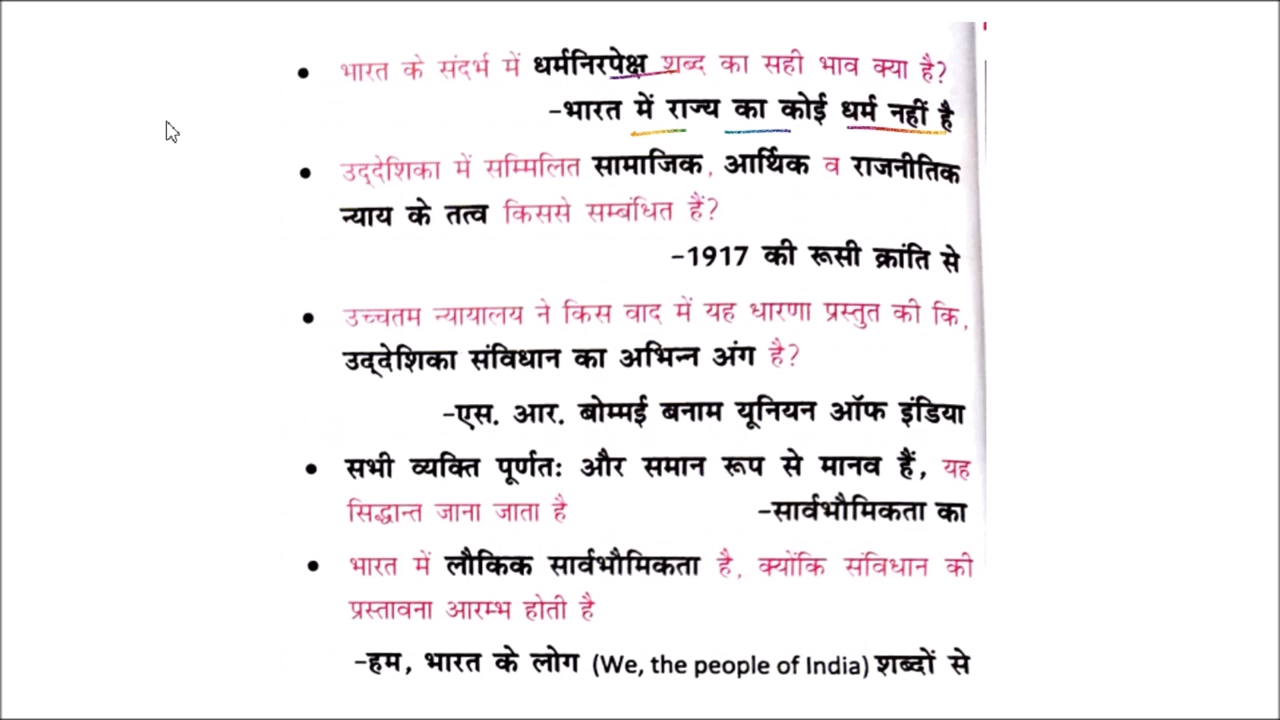 • भारत के संदर्भ में धर्मनिरपेक्ष शब्द का सही भाव क्या है?
-भारत में राज्य का कोई धर्म नहीं है
• उद्देशिका में सम्मिलित सामाजिक, आर्थिक व राजनीतिक
न्याय के तत्व किससे सम्बंधित हैं?
-1917 की रूसी क्रांति से
• उच्चतम न्यायालय ने किस वाद में यह धारणा प्रस्तुत की कि,
उद्देशिका संविधान का अभिन्न अंग है?
-एस. आर. बोम्मई बनाम यूनियन ऑफ इंडिया
• सभी व्यक्ति पूर्णतः और समान रूप से मानव हैं, यह
सिद्धान्त जाना जाता है -सार्वभौमिकता का
• भारत में लौकिक सार्वभौमिकता है, क्योंकि संविधान की
प्रस्तावना आरम्भ होती है
-हम, भारत के लोग (We, the people of India) शब्दों से